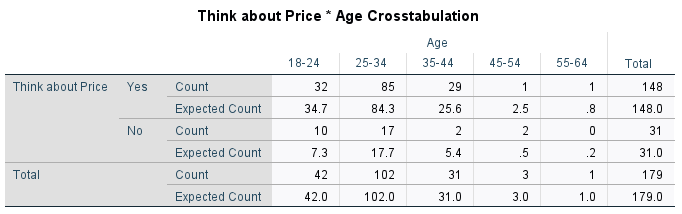 Think about Price * Age Crosstabulation
Age
18-24 25-34 35-44 45-54 55-64 Total
Think about Price Yes Count 32 85 29 1 1 148
Expected Count 34.7 84.3 25.6 2.5 .8 148.0
No Count 10 17 2 2 0 31
Expected Count 7.3 17.7 5.4 .5 .2 31.0
Total Count 42 102 31 3 1 179
Expected Count 42.0 102.0 31.0 3.0 1.0 179.0